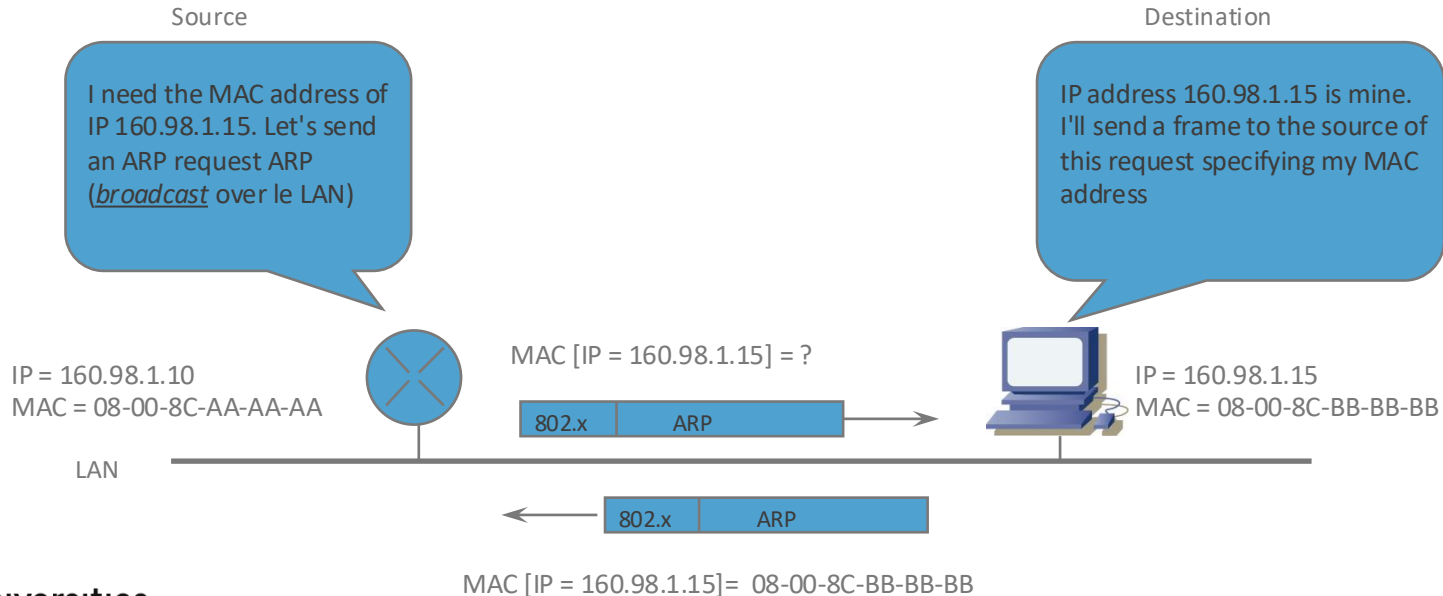 Source
Destination
I need the MAC address of
IP 160.98.1.15. Let's send
an ARP request ARP
(broadcast over le LAN)
IP address 160.98.1.15 is mine.
I'll send a frame to the source of
this request specifying my MAC
address
MAC [IP = 160.98.1.15] = ?
IP = 160.98.1.10
MAC = 08-00-8C-AA-AA-AA
IP = 160.98.1.15
MAC = 08-00-8C-BB-BB-BB
802.x ARP
LAN
802.x ARP
MAC [IP = 160.98.1.15]= 08-00-8C-BB-BB-BB